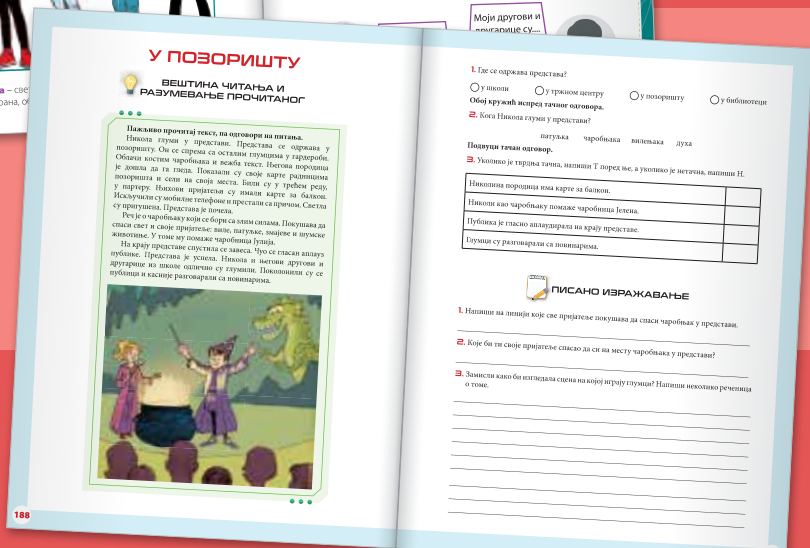 Моји другови и
другарице су....
а – све
рана, об
У ПОЗОРИШТУ
ВЕШТИНА ЧИТАЊА И
РАЗУМЕВАЊЕ ПРОЧИТАНОГ
Пажљиво прочитај текст, па одговори на питања.
Никола глуми у представи. Представа се одржава у
позоришту. Он се спрема са осталим глумцима у гардероби.
Облачи костим чаробњака и вежба текст. Његова породица
је дошла да га гледа. Показали су своје карте радницима
позоришта и сели на своја места. Били су у трећем реду,
у партеру. Њихови пријатељи су имали карте за балкон.
Искључили су мобилне телефоне и престали са причом. Светла
су пригушена. Представа је почела.
Реч је о чаробњаку који се бори са злим силама. Покушава да
спаси свет и своје пријатеље: виле, патуљке, змајеве и шумске
животиње. У томе му помаже чаробница Јулија.
На крају представе спустила се завеса. Чуо се гласан аплауз
публике. Представа је успела. Никола и његови другови и
другарице из школе одлично су глумили. Поклонили су се
публици и касније разговарали са новинарима.
188
1. Где се одржава представа?
у школи у тржном центру у позоришту у библиотеци
Обој кружић испред тачног одговора.
2. Кога Никола глуми у представи?
патуљка чаробњака вилењака духа
Подвуци тачан одговор.
3. Уколико је тврдња тачна, напиши Т поред ње, а уколико је нетачна, напиши Н.
Николина породица има карте за балкон.
Николи као чаробњаку помаже чаробница Јелена.
Публика је гласно аплаудирала на крају представе.
Глумци су разговарали са новинарима.
ПИСАНО ИЗРАЖАВАЊЕ
1. Напиши на линији које све пријатеље покушава да спаси чаробњак у представи.
2. Које би ти своје пријатеље спасао да си на месту чаробњака у представи?
3. Замисли како би изгледала сцена на којој играју глумци? Напиши неколико реченица
о томе.